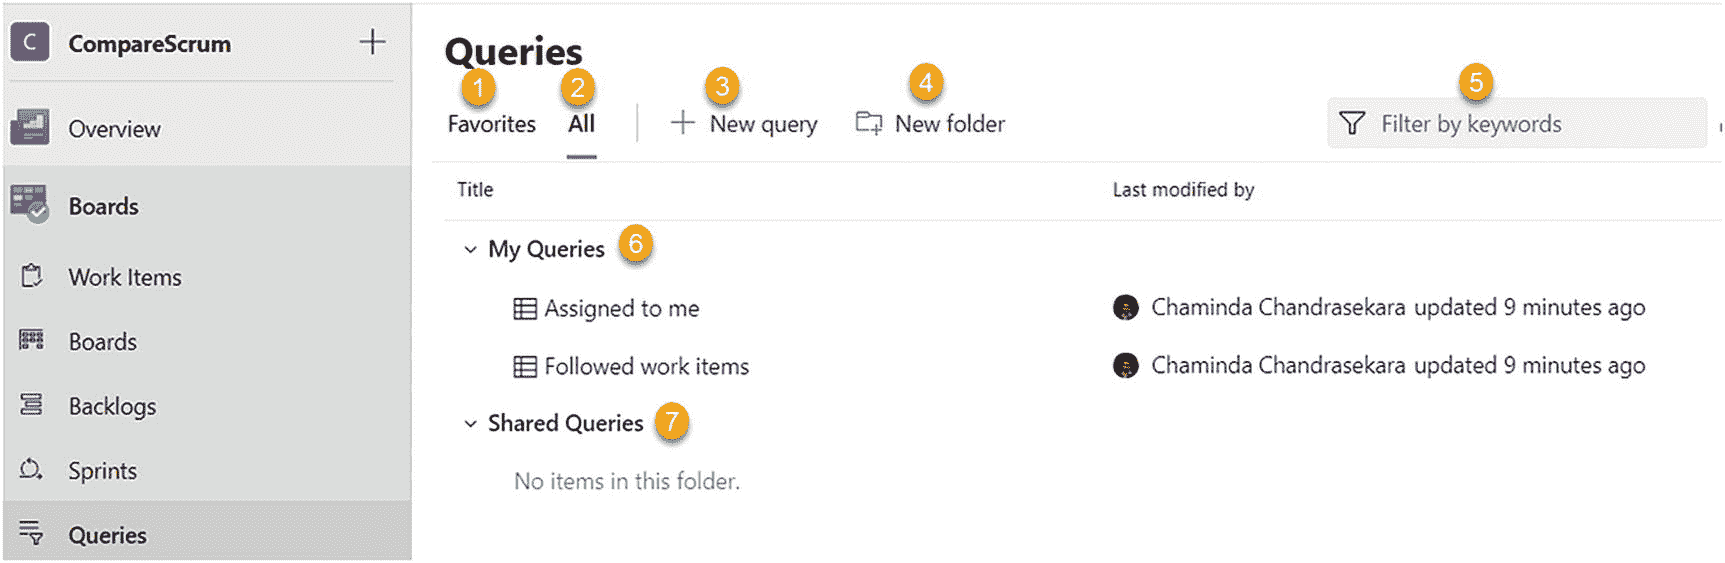 C CompareScrum
Overview
Boards
Work Items
Boards
Backlogs
Sprints
Queries
Queries
1 2 3 4 5
Favorites All New query New folder Filter by keywords
Title Last modified by
My Queries 6
Assigned to me Chaminda Chandrasekara updated 9 minutes ago
Followed work items Chaminda Chandrasekara updated 9 minutes ago
Shared Queries 7
No items in this folder.